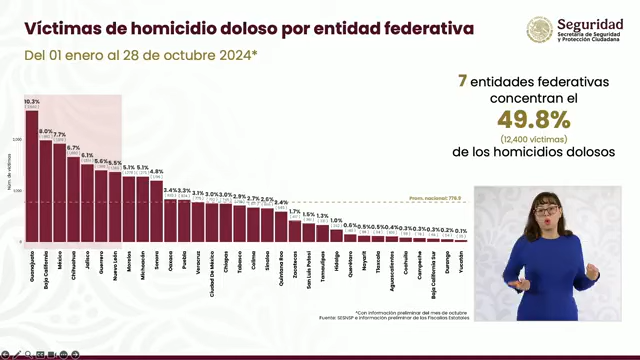 Víctimas de homicidio doloso por entidad federativa
Del 01 enero al 28 de octubre 2024*
Seguridad
Secretaría de Seguridad
y Protección Ciudadana
7 entidades federativas
concentran el
49.8%
(12,400 víctimas)
de los homicidios dolosos
Núm. de víctimas
10.3%
8.0%
7.7%
6.7%
6.1%
5.6%
5.5%
5.1%
5.1%
4.8%
3.4%
3.3%
3.1%
3.0%
3.0%
2.9%
2.7%
2.6%
2.4%
1.7%
1.5%
1.3%
1.0%
0.6%
0.5%
0.5%
0.4%
0.3%
0.3%
0.3%
0.2%
0.1%
Prom. nacional: 778.0
Guanajuato
Baja California
México
Chihuahua
Jalisco
Guerrero
Nuevo León
Morelos
Michoacán
Sonora
Oaxaca
Puebla
Veracruz
Ciudad De México
Chiapas
Tabasco
Colima
Sinaloa
Quintana Roo
Zacatecas
San Luis Potosí
Tamaulipas
Hidalgo
Querétaro
Nayarit
Tlaxcala
Aguascalientes
Coahuila
Campeche
Baja California Sur
Durango
Yucatán
*Con información preliminar del mes de octubre
Fuente: SESNSP e información preliminar de las Fiscalías Estatales